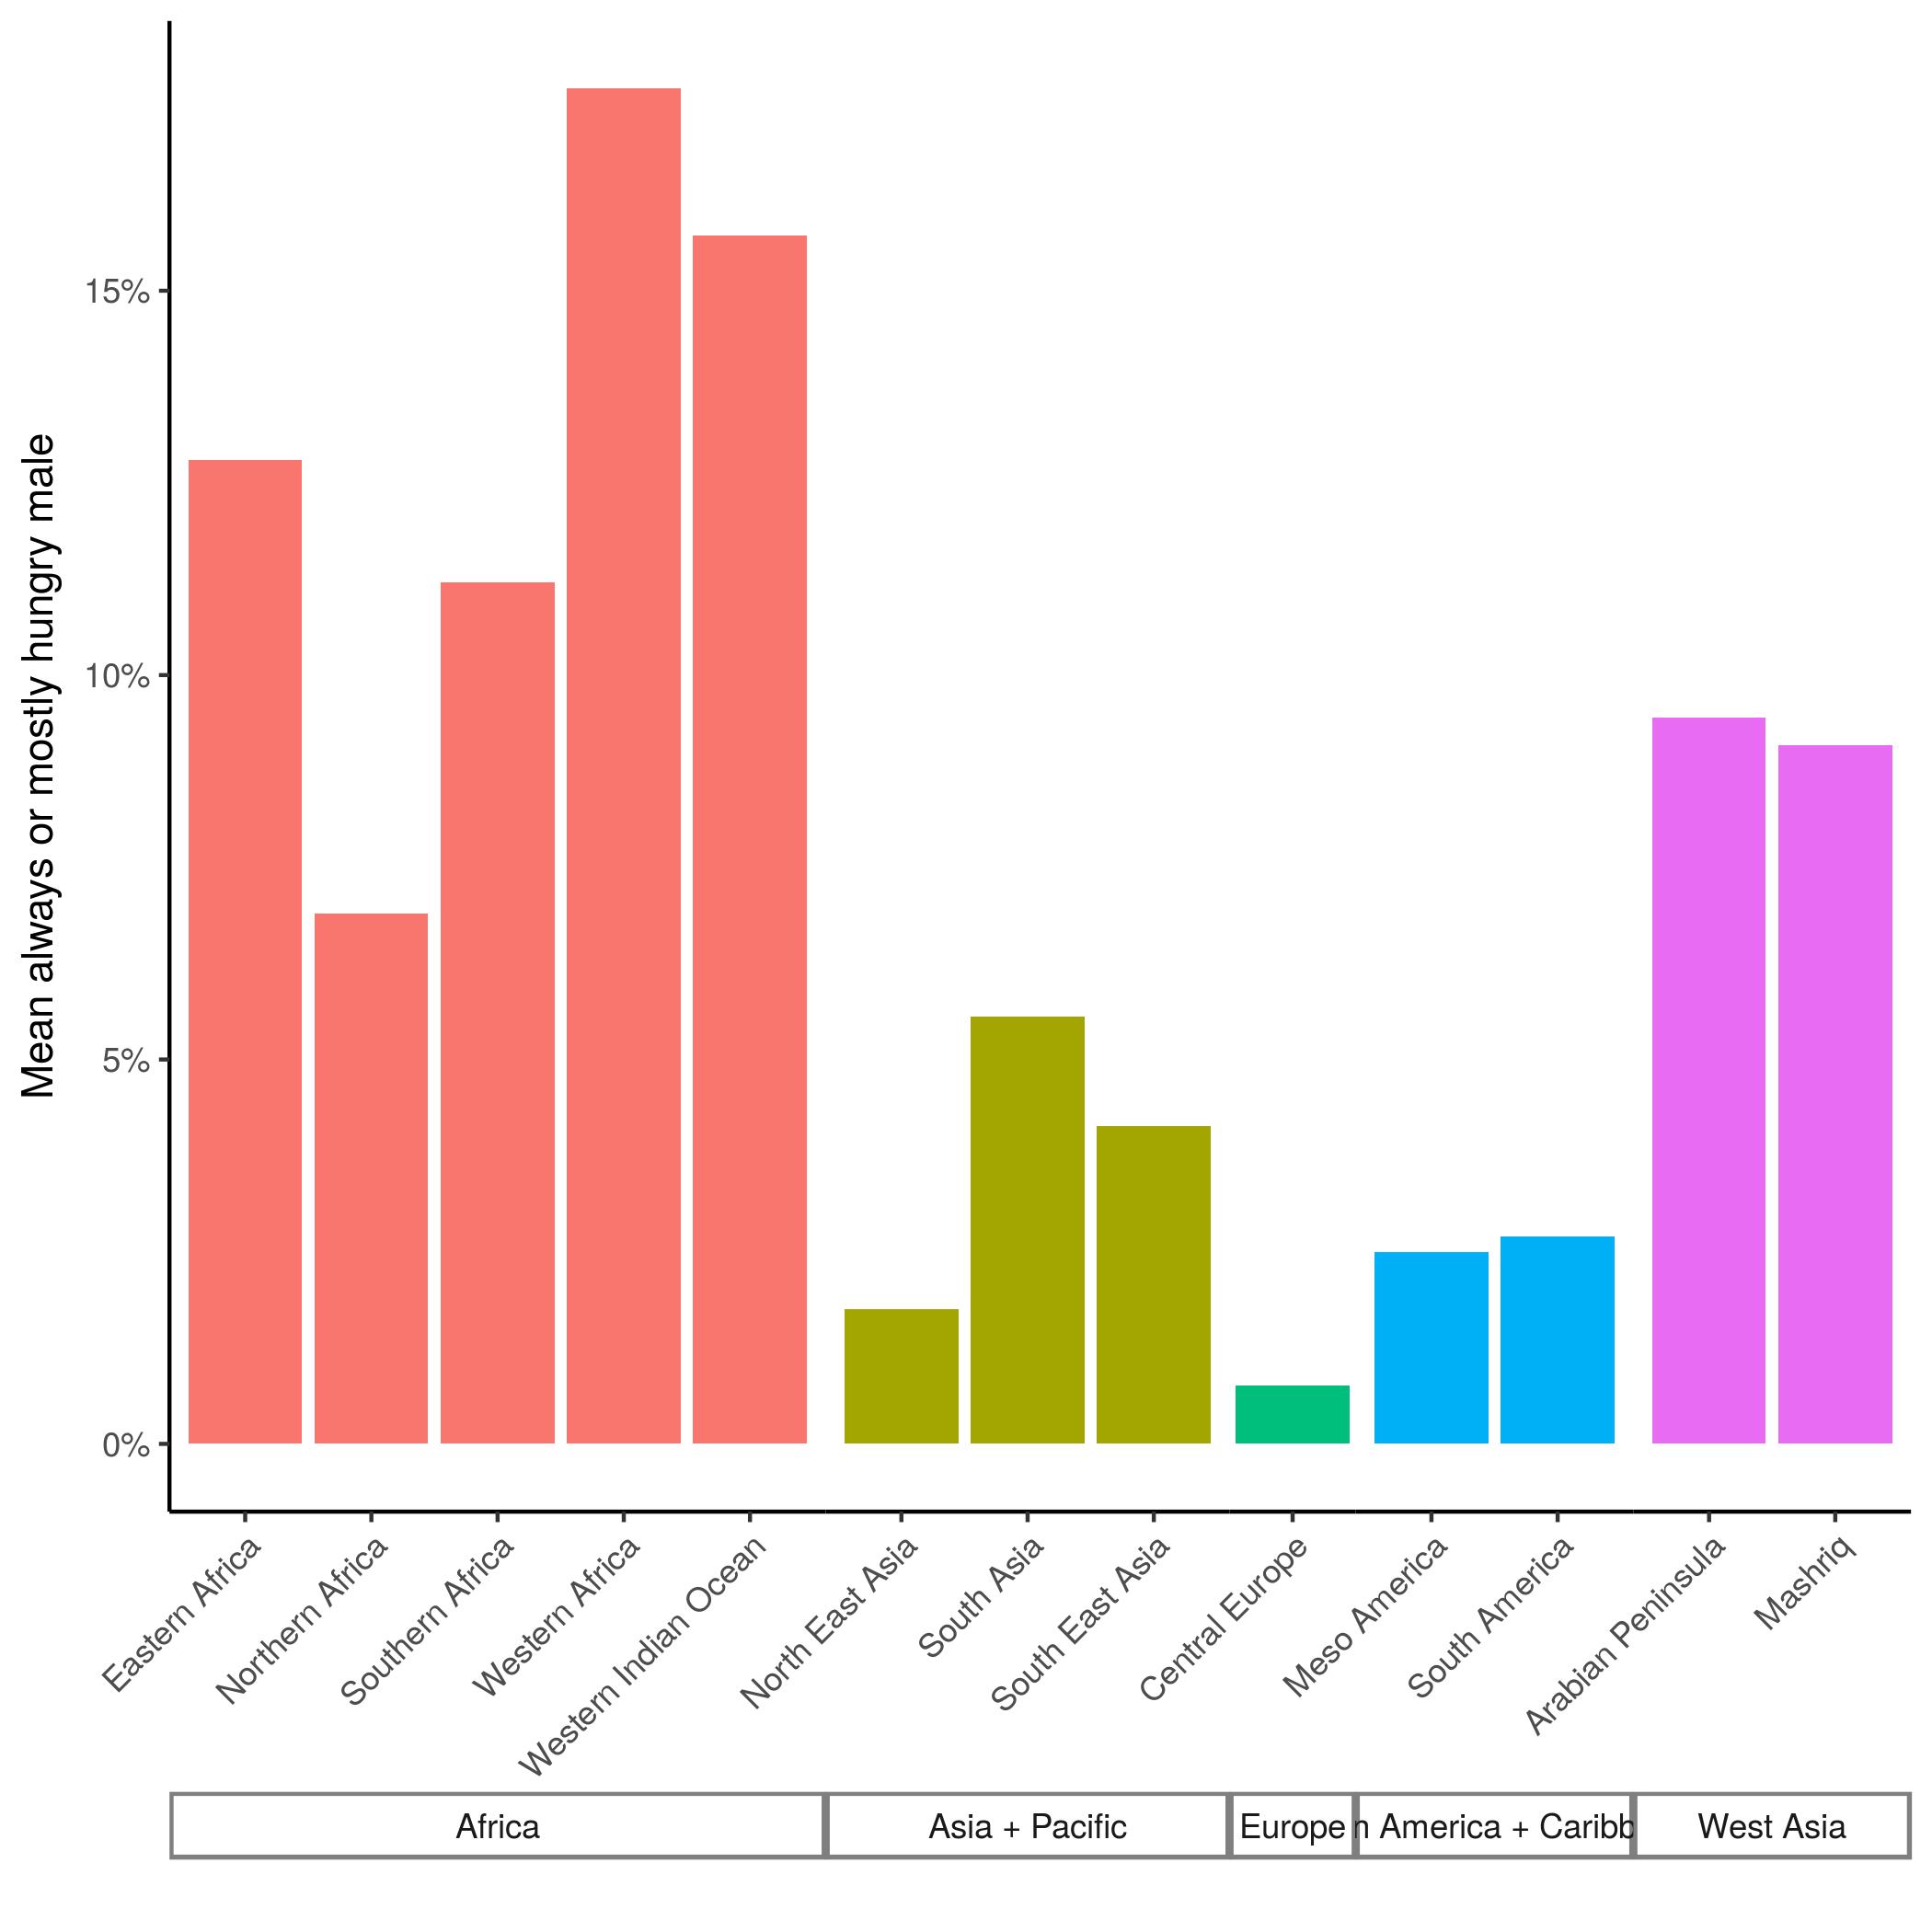 Mean always or mostly hungry male
15%
10%
5%
0%
Eastern Africa
Northern Africa
Southern Africa
Western Africa
Western Indian Ocean
North East Asia
South Asia
South East Asia
Central Europe
Meso America
South America
Arabian Peninsula
Mashriq
Africa
Asia + Pacific
Europe
n America + Caribb
West Asia